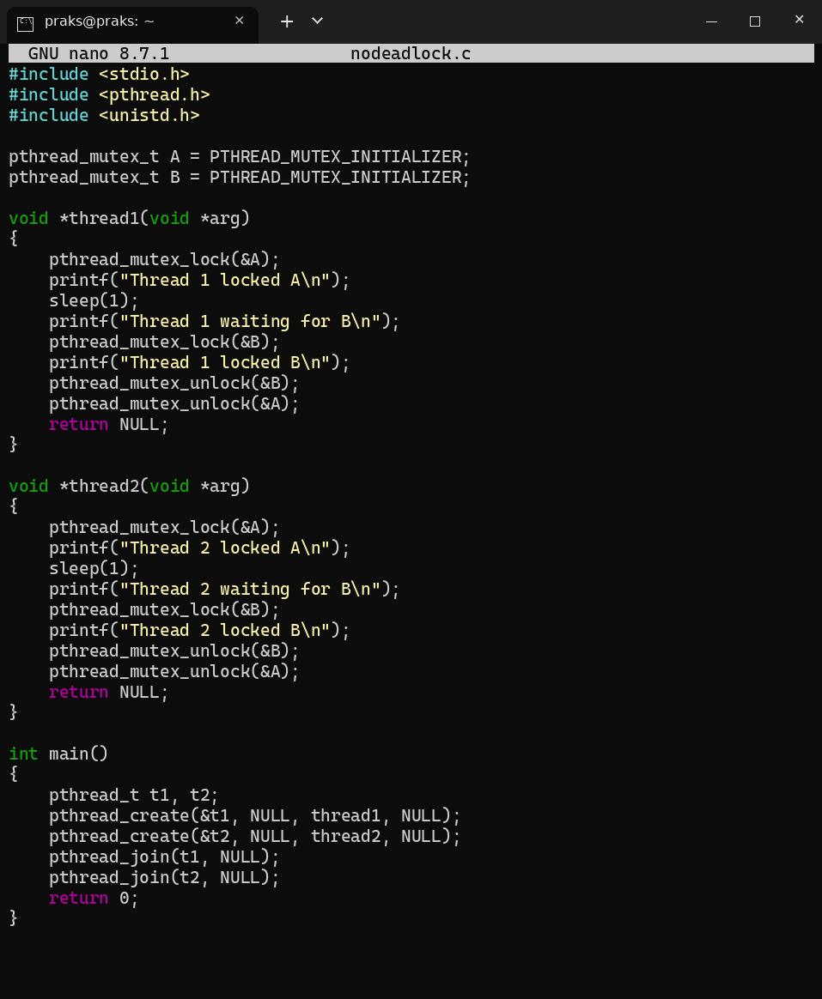 praks@praks: ~
GNU nano 8.7.1 nodeadlock.c
#include <stdio.h>
#include <pthread.h>
#include <unistd.h>

pthread_mutex_t A = PTHREAD_MUTEX_INITIALIZER;
pthread_mutex_t B = PTHREAD_MUTEX_INITIALIZER;

void *thread1(void *arg)
{
    pthread_mutex_lock(&A);
    printf("Thread 1 locked A\n");
    sleep(1);
    printf("Thread 1 waiting for B\n");
    pthread_mutex_lock(&B);
    printf("Thread 1 locked B\n");
    pthread_mutex_unlock(&B);
    pthread_mutex_unlock(&A);
    return NULL;
}

void *thread2(void *arg)
{
    pthread_mutex_lock(&A);
    printf("Thread 2 locked A\n");
    sleep(1);
    printf("Thread 2 waiting for B\n");
    pthread_mutex_lock(&B);
    printf("Thread 2 locked B\n");
    pthread_mutex_unlock(&B);
    pthread_mutex_unlock(&A);
    return NULL;
}

int main()
{
    pthread_t t1, t2;
    pthread_create(&t1, NULL, thread1, NULL);
    pthread_create(&t2, NULL, thread2, NULL);
    pthread_join(t1, NULL);
    pthread_join(t2, NULL);
    return 0;
}